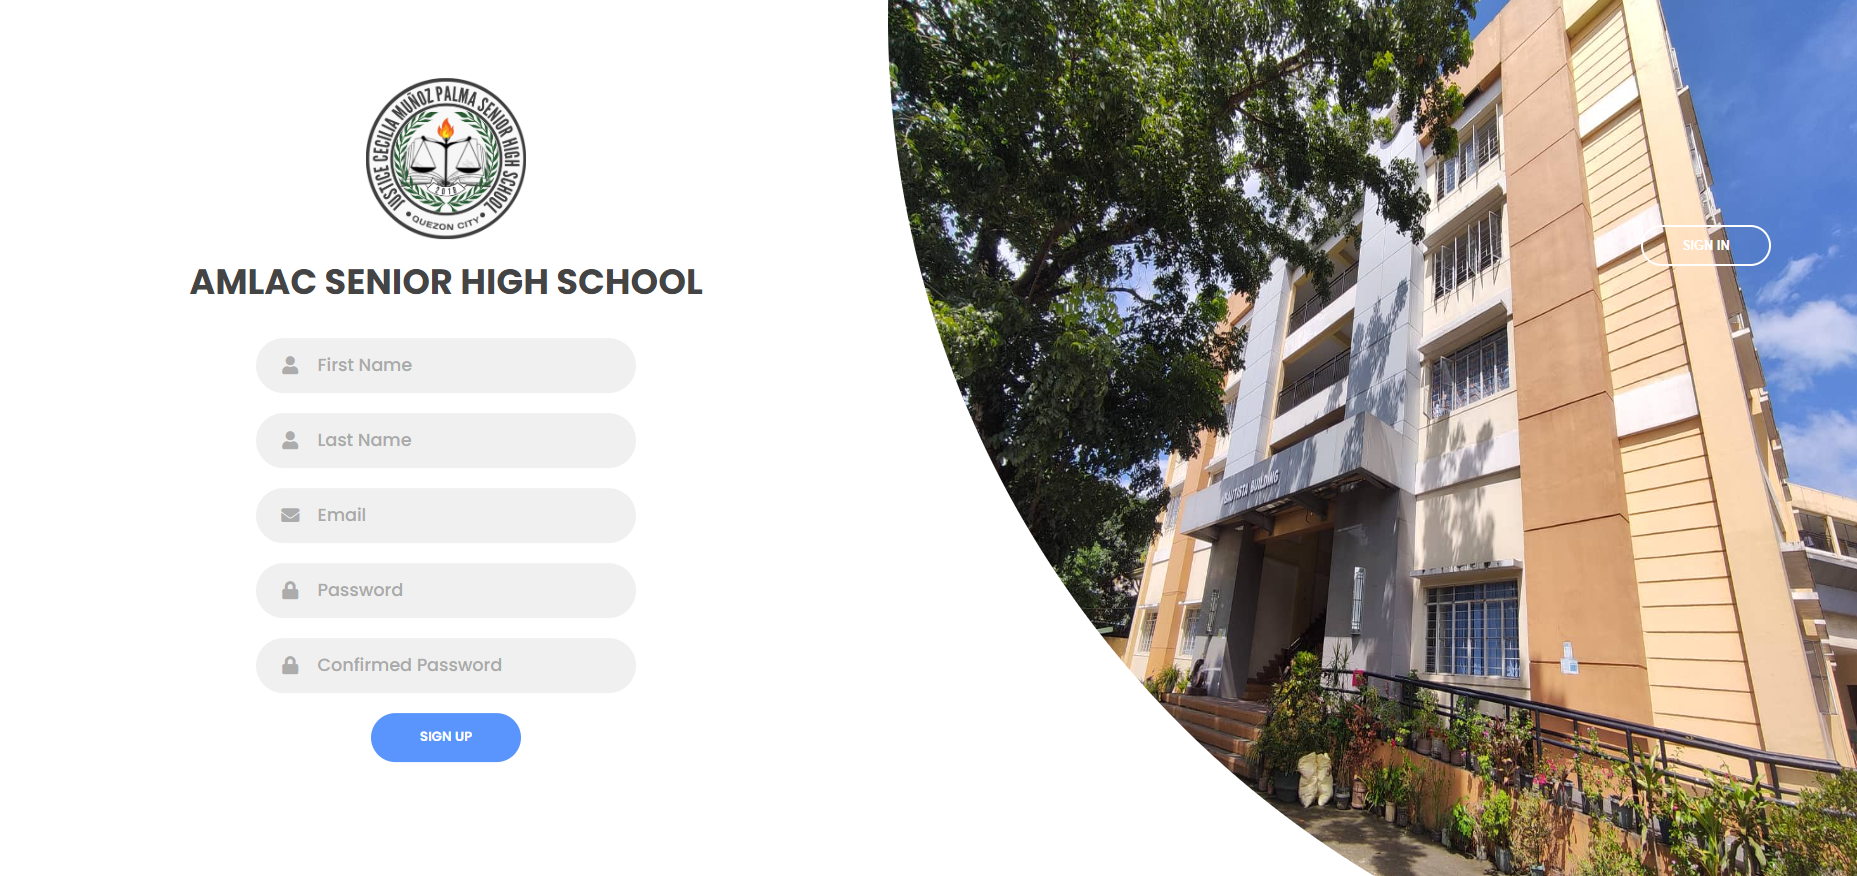 JUSTICE CECILIA MUÑOZ PALMA SENIOR HIGH SCHOOL
2018
• QUEZON CITY •
AMLAC SENIOR HIGH SCHOOL
First Name
Last Name
Email
Password
Confirmed Password
SIGN UP
SIGN IN
BAUTISTA BUILDING